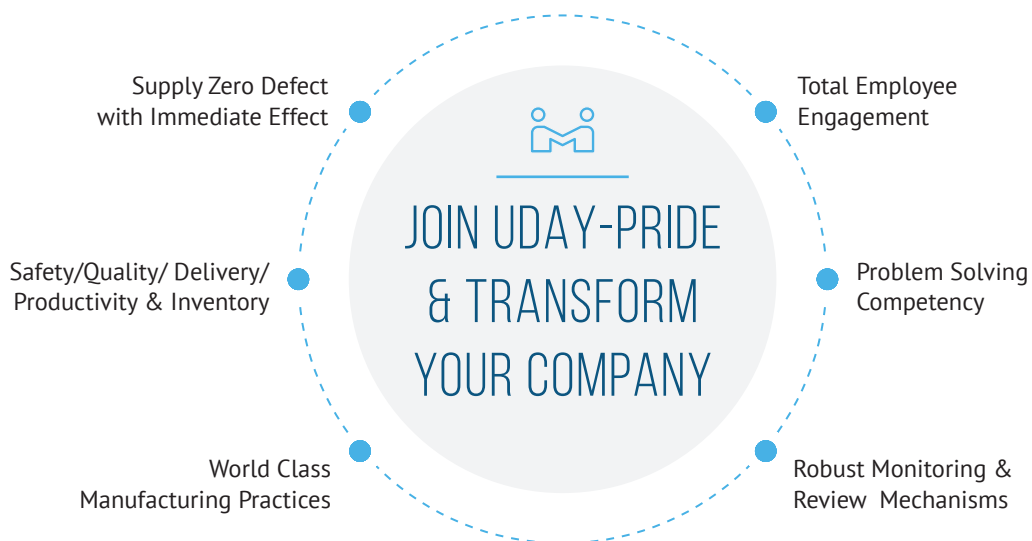 Supply Zero Defect
with Immediate Effect
Total Employee
Engagement
JOIN UDAY-PRIDE
& TRANSFORM
YOUR COMPANY
Safety/Quality/ Delivery/
Productivity & Inventory
Problem Solving
Competency
World Class
Manufacturing Practices
Robust Monitoring &
Review Mechanisms